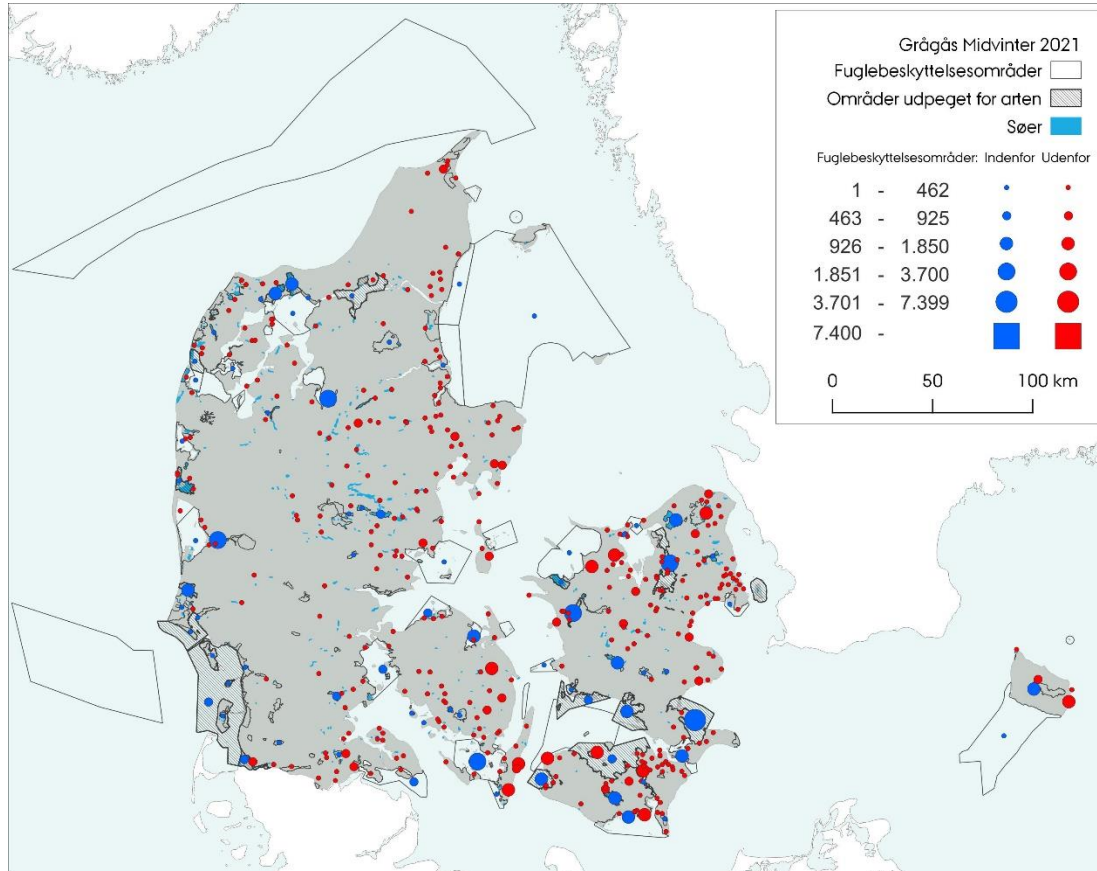 Grågås Midvinter 2021
Fuglebeskyttelsesområder
Områder udpeget for arten
Søer
Fuglebeskyttelsesområder: Indenfor Udenfor
1 - 462
463 - 925
926 - 1.850
1.851 - 3.700
3.701 - 7.399
7.400 -
0 50 100 km